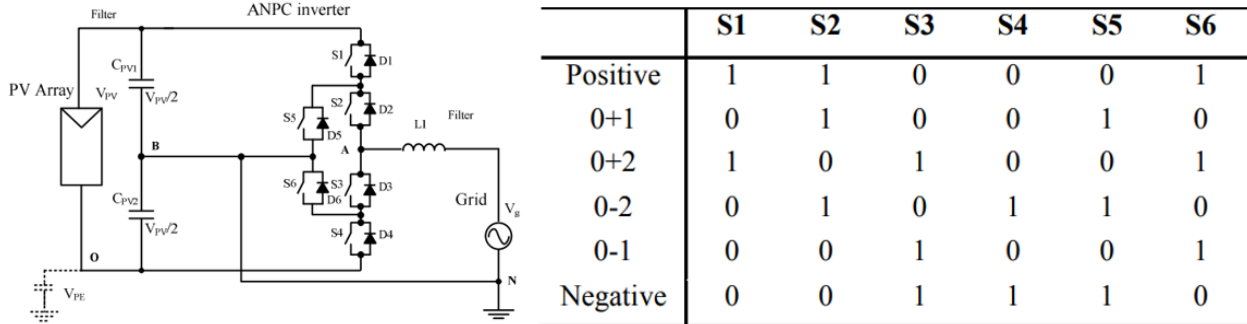 Filter
ANPC inverter
S1
D1
C_PV1
PV Array
V_PV
V_PV/2
S2
D2
S5
D5
L1
Filter
B
A
S6
D6
S3
D3
C_PV2
Grid
V_g
V_PV/2
S4
D4
O
N
V_PE
S1 S2 S3 S4 S5 S6
Positive 1 1 0 0 0 1
0+1 0 1 0 0 1 0
0+2 1 0 1 0 0 1
0-2 0 1 0 1 1 0
0-1 0 0 1 0 0 1
Negative 0 0 1 1 1 0